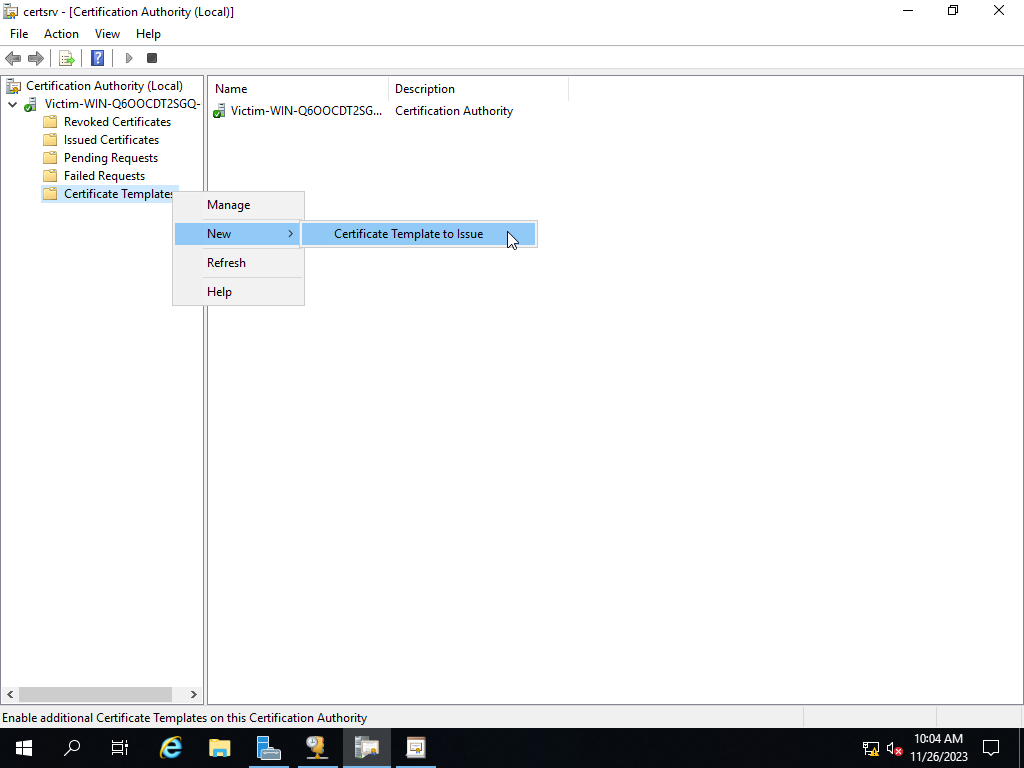 certsrv - [Certification Authority (Local)]
File Action View Help
Certification Authority (Local)
Victim-WIN-Q6OOCDT2SGQ-
Revoked Certificates
Issued Certificates
Pending Requests
Failed Requests
Certificate Templates
Name Description
Victim-WIN-Q6OOCDT2SG... Certification Authority
Manage
New
Certificate Template to Issue
Refresh
Help
Enable additional Certificate Templates on this Certification Authority
10:04 AM
11/26/2023